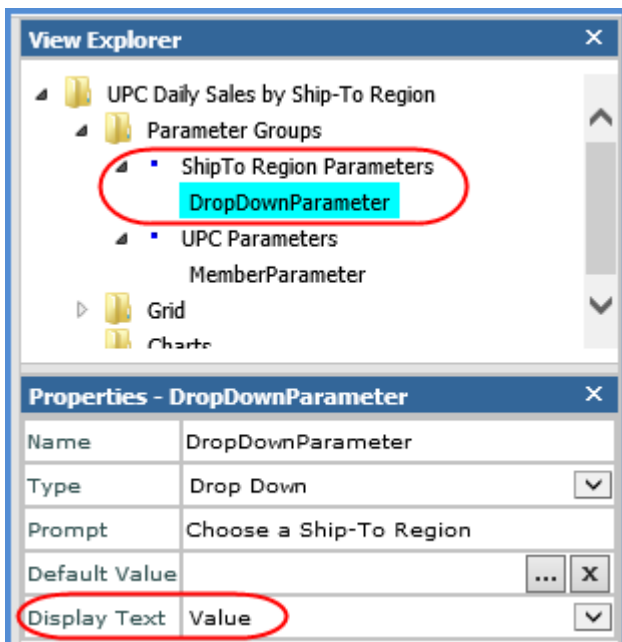 View Explorer
UPC Daily Sales by Ship-To Region
Parameter Groups
ShipTo Region Parameters
DropDownParameter
UPC Parameters
MemberParameter
Grid
Charts
Properties - DropDownParameter
Name DropDownParameter
Type Drop Down
Prompt Choose a Ship-To Region
Default Value ... x
Display Text Value